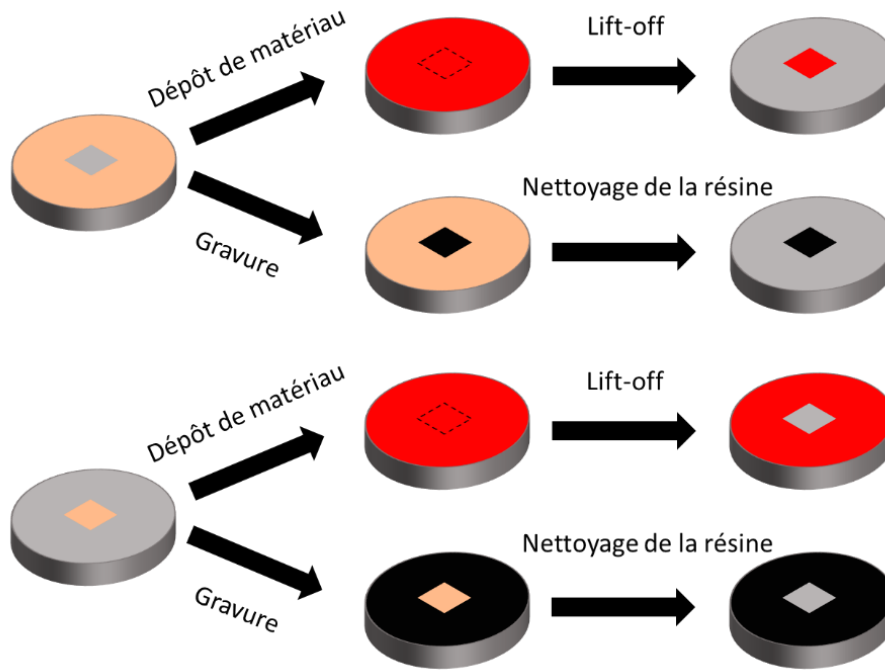 Dépôt de matériau
Lift-off
Gravure
Nettoyage de la résine
Dépôt de matériau
Lift-off
Gravure
Nettoyage de la résine